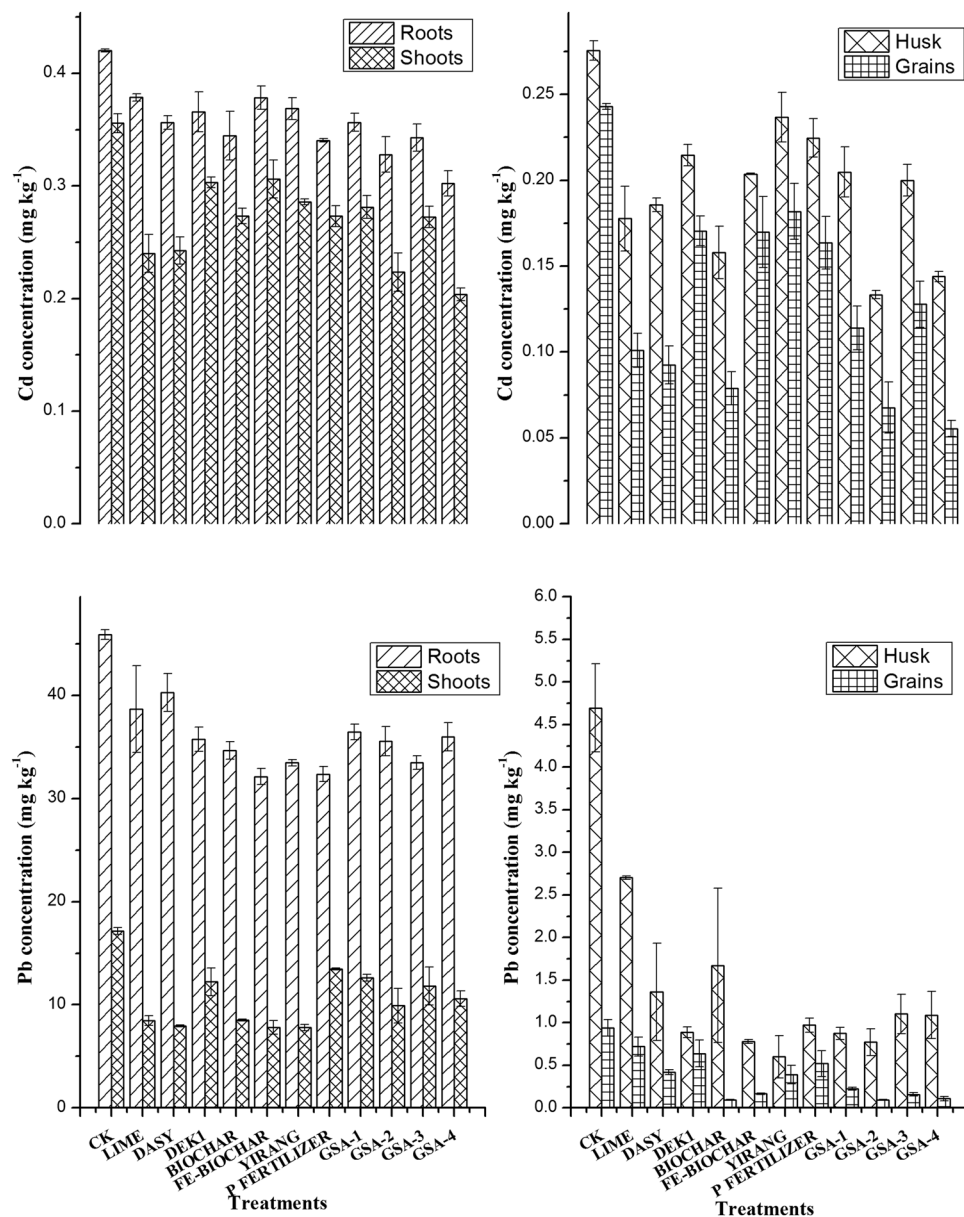 Roots
Shoots
0.4
0.3
0.2
0.1
0.0
Cd concentration (mg kg-1)
Husk
Grains
0.25
0.20
0.15
0.10
0.05
0.00
Cd concentration (mg kg-1)
Roots
Shoots
40
30
20
10
0
Pb concentration (mg kg-1)
CK
LIME
DASY
DEK1
BIOCHAR
FE-BIOCHAR
YIRANG
P FERTILIZER
GSA-1
GSA-2
GSA-3
GSA-4
Treatments
Husk
Grains
6.0
5.5
5.0
4.5
4.0
3.5
3.0
2.5
2.0
1.5
1.0
0.5
0.0
Pb concentration (mg kg-1)
CK
LIME
DASY
DEK1
BIOCHAR
FE-BIOCHAR
YIRANG
P FERTILIZER
GSA-1
GSA-2
GSA-3
GSA-4
Treatments